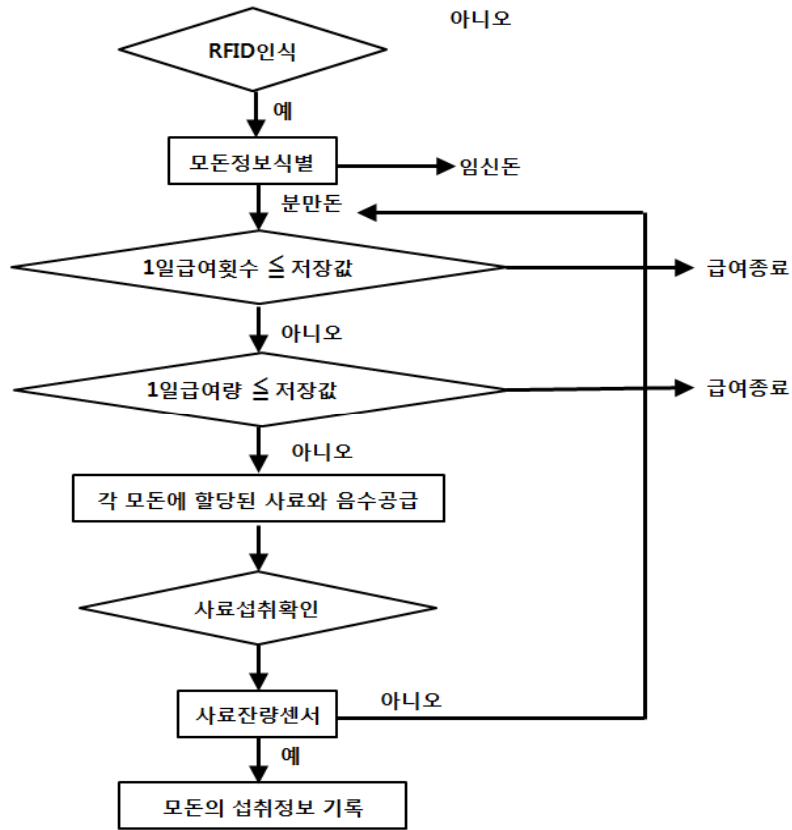 아니오
RFID인식
예
모돈정보식별
임신돈
분만돈
1일급여횟수 ≦ 저장값
급여종료
아니오
1일급여량 ≦ 저장값
급여종료
아니오
각 모돈에 할당된 사료와 음수공급
사료섭취확인
사료잔량센서
아니오
예
모돈의 섭취정보 기록